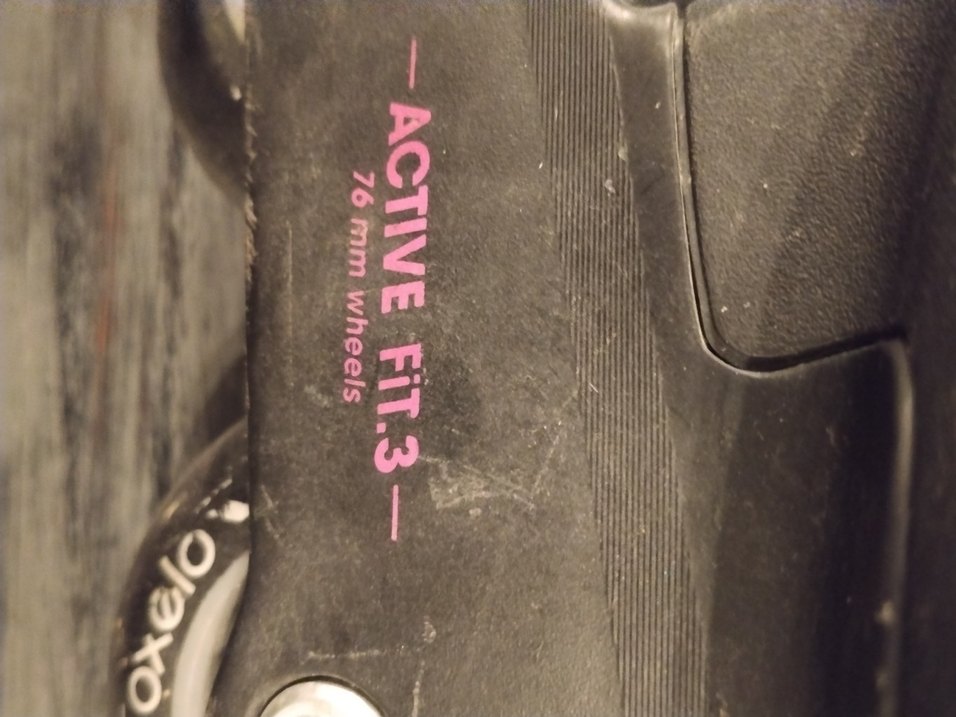 — ACTIVE FiT.3 —
76 mm wheels
oxelo